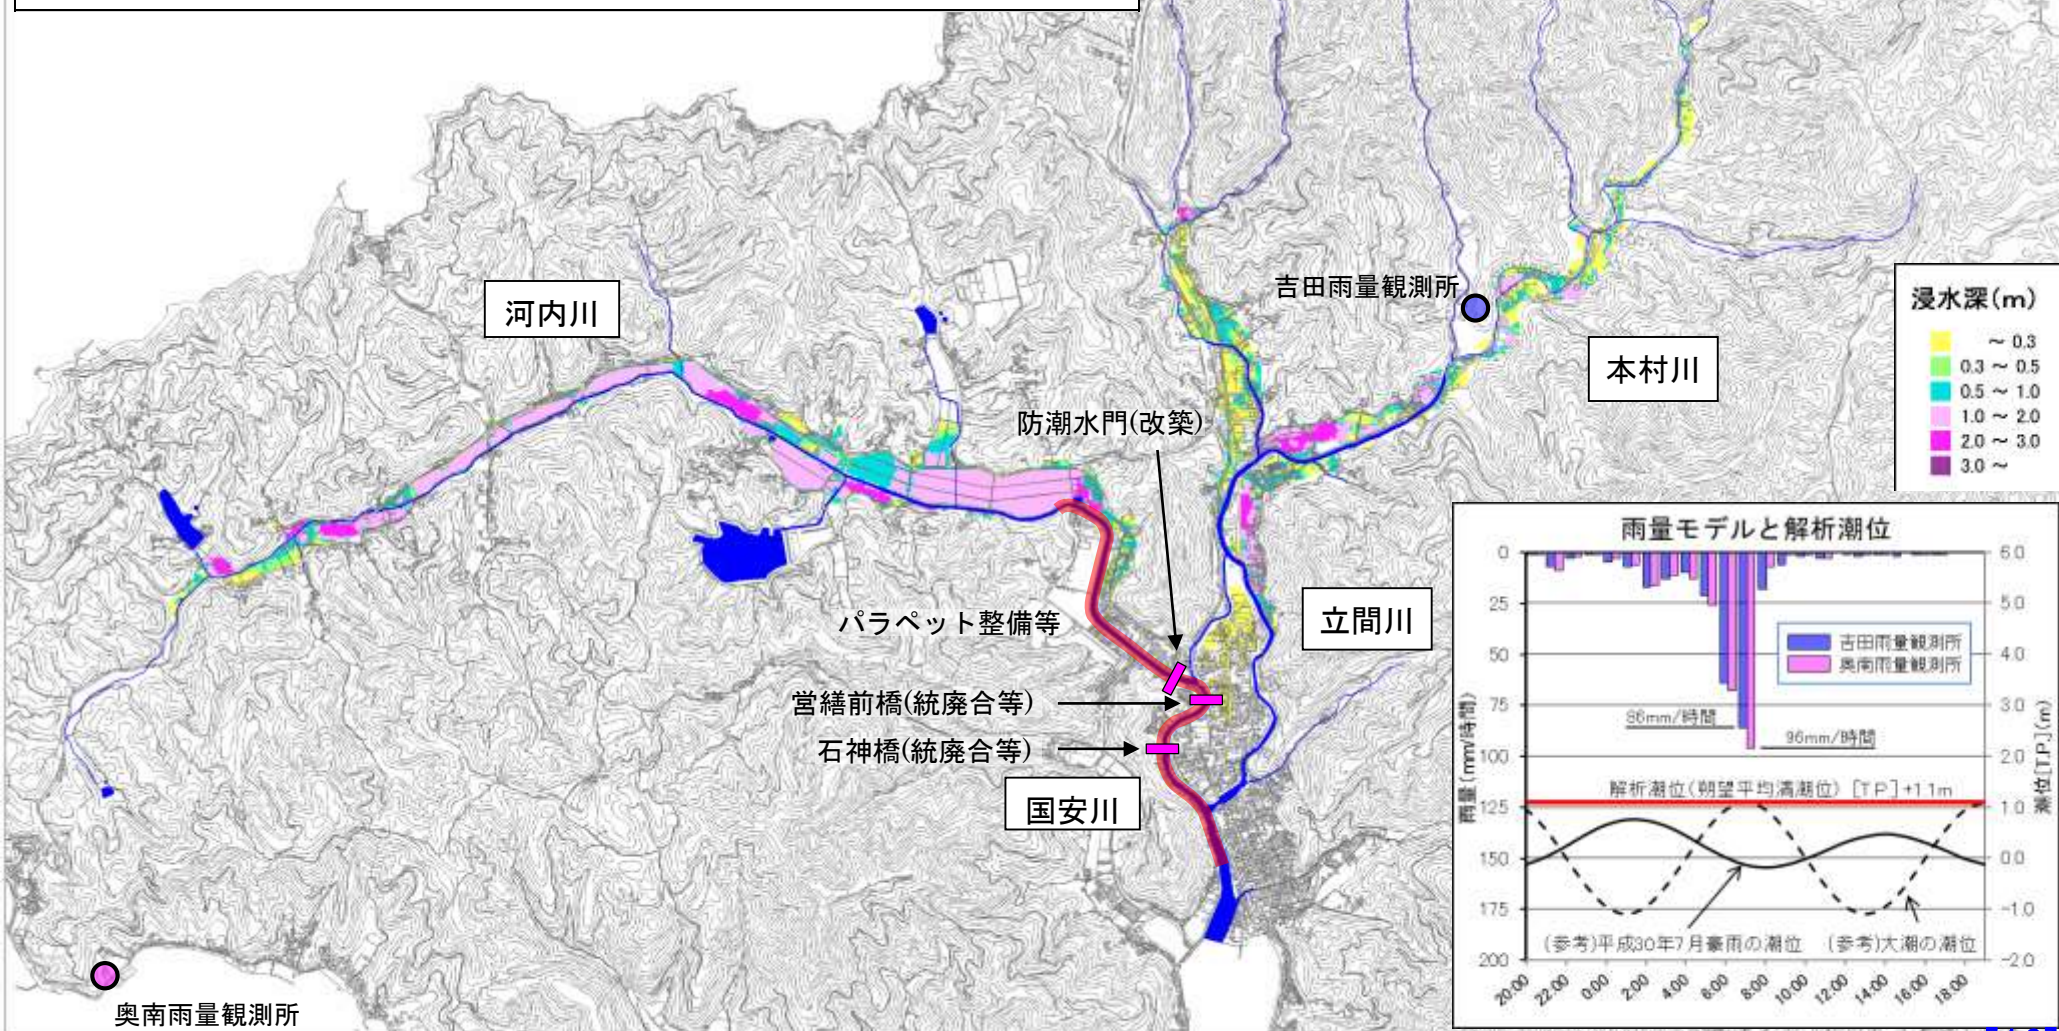 河内川
吉田雨量観測所
本村川
防潮水門(改築)
パラペット整備等
立間川
営繕前橋(統廃合等)
石神橋(統廃合等)
国安川
奥南雨量観測所
浸水深(m)
～ 0.3
0.3 ～ 0.5
0.5 ～ 1.0
1.0 ～ 2.0
2.0 ～ 3.0
3.0 ～
雨量モデルと解析潮位
吉田雨量観測所
奥南雨量観測所
86mm/時間
96mm/時間
解析潮位(朔望平均満潮位) [T.P.]+1.1m
(参考)平成30年7月豪雨の潮位
(参考)大潮の潮位
雨量(mm/時間)
0
25
50
75
100
125
150
175
200
潮位[T.P.](m)
6.0
5.0
4.0
3.0
2.0
1.0
0.0
-1.0
-2.0
20:00 22:00 0:00 2:00 4:00 6:00 8:00 10:00 12:00 14:00 16:00 18:00